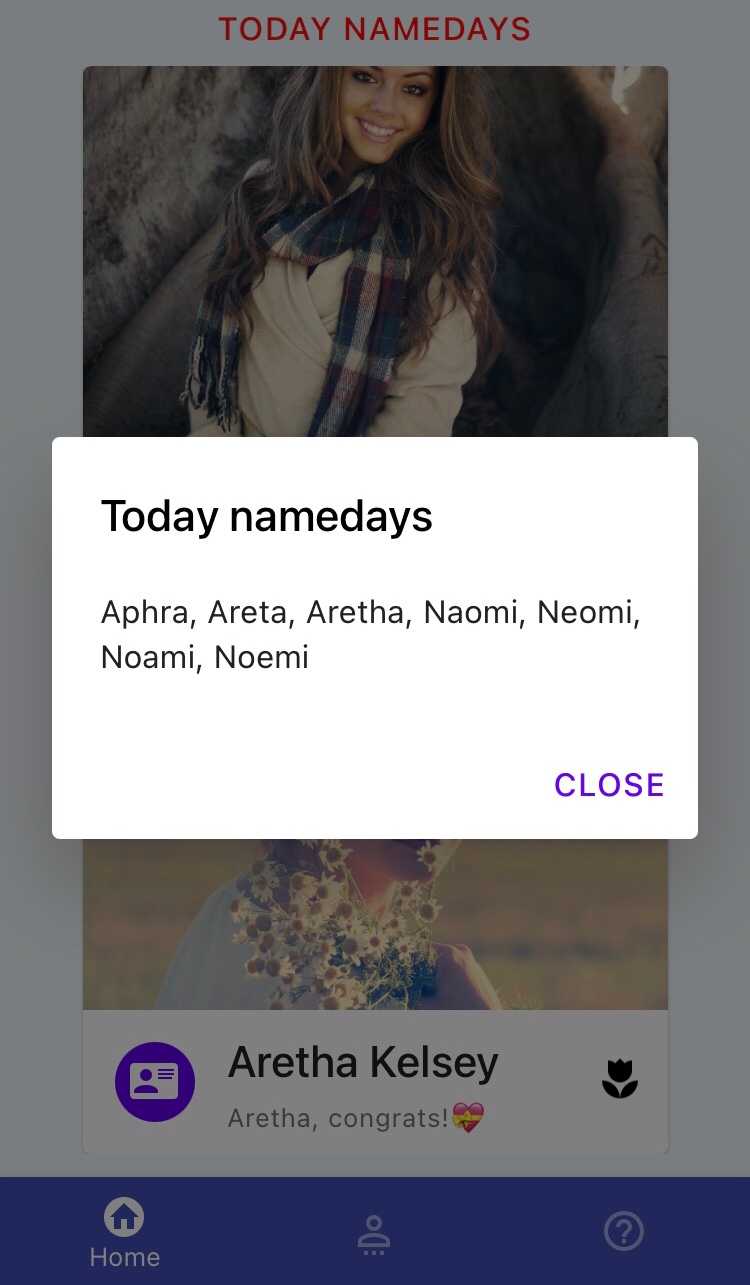 TODAY NAMEDAYS
Today namedays
Aphra, Areta, Aretha, Naomi, Neomi,
Noami, Noemi
CLOSE
Aretha Kelsey
Aretha, congrats!💝
Home